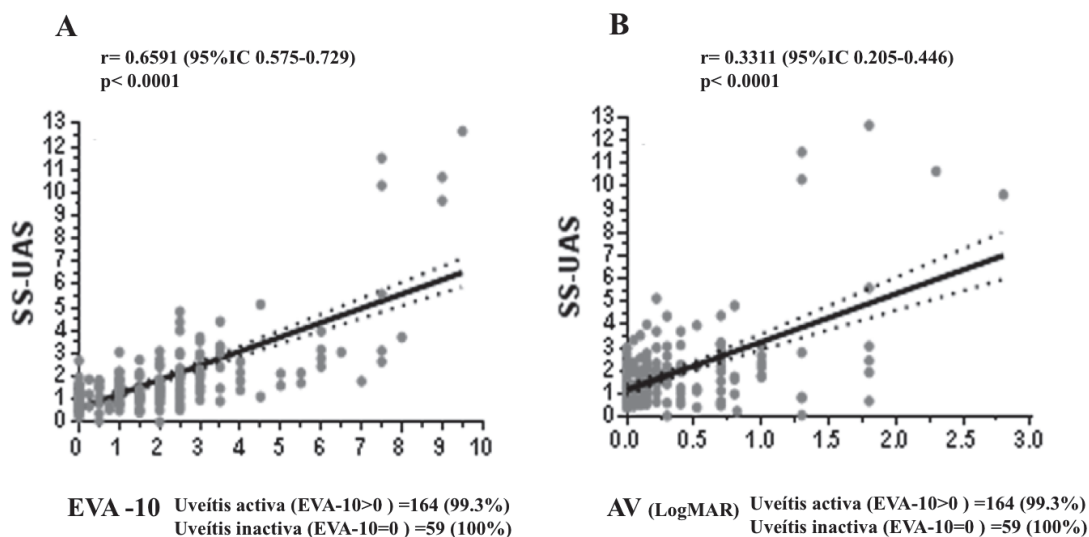 A
r= 0.6591 (95%IC 0.575-0.729)
p< 0.0001
13
12
11
10
9
8
7
6
5
4
3
2
1
0
SS-UAS
0 1 2 3 4 5 6 7 8 9 10
EVA -10 Uveítis activa (EVA-10>0 ) =164 (99.3%)
Uveítis inactiva (EVA-10=0 ) =59 (100%)
B
r= 0.3311 (95%IC 0.205-0.446)
p< 0.0001
13
12
11
10
9
8
7
6
5
4
3
2
1
0
SS-UAS
0.0 0.5 1.0 1.5 2.0 2.5 3.0
AV (LogMAR) Uveítis activa (EVA-10>0 ) =164 (99.3%)
Uveítis inactiva (EVA-10=0 ) =59 (100%)